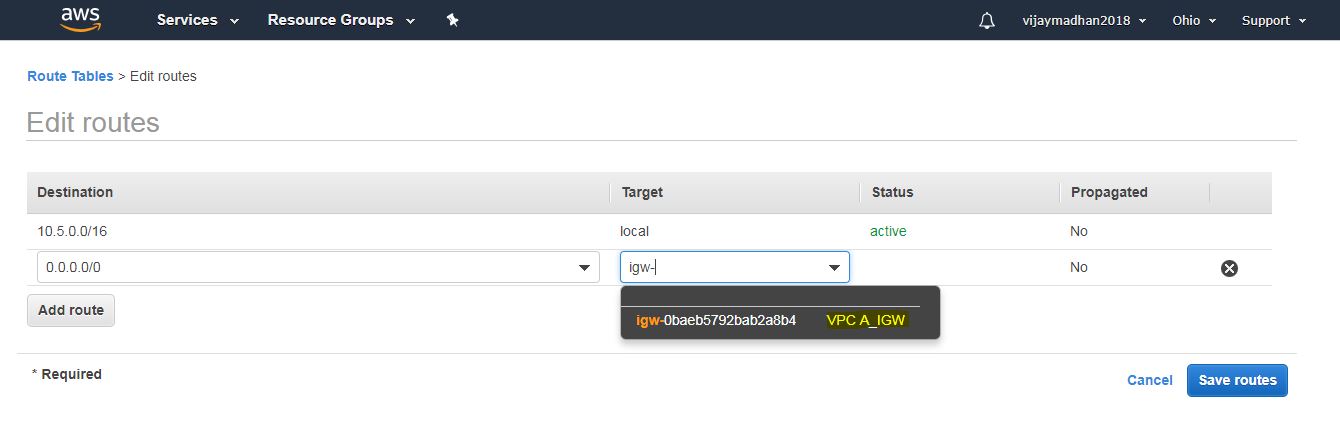 aws Services Resource Groups vijaymadhan2018 Ohio Support
Route Tables > Edit routes
Edit routes
Destination Target Status Propagated
10.5.0.0/16 local active No
0.0.0.0/0 igw- No
Add route
igw-0baeb5792bab2a8b4 VPC A_IGW
* Required
Cancel Save routes